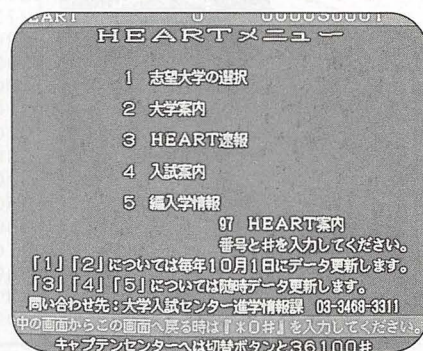 HEART 0 0000S0001
HEARTメニュー
1 志望大学の選択
2 大学案内
3 HEART速報
4 入試案内
5 編入学情報
97 HEART案内
番号と#を入力してください。
「1」「2」については毎年10月1日にデータ更新します。
「3」「4」「5」については随時データ更新します。
問い合わせ先:大学入試センター進学情報課 03-3468-3311
中の画面からこの画面へ戻る時は『*0#』を入力してください。
キャプテンセンターへは切替ボタンと36100#